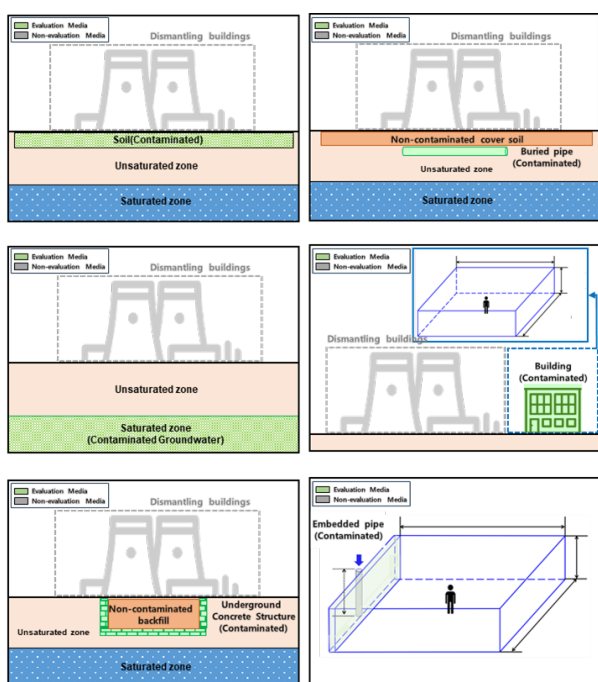 Evaluation Media
Non-evaluation Media
Dismantling buildings
Soil(Contaminated)
Unsaturated zone
Saturated zone
Evaluation Media
Non-evaluation Media
Dismantling buildings
Non-contaminated cover soil
Buried pipe
(Contaminated)
Unsaturated zone
Saturated zone
Evaluation Media
Non-evaluation Media
Dismantling buildings
Unsaturated zone
Saturated zone
(Contaminated Groundwater)
Evaluation Media
Non-evaluation Media
Dismantling buildings
Building
(Contaminated)
Evaluation Media
Non-evaluation Media
Dismantling buildings
Non-contaminated
backfill
Underground
Concrete Structure
(Contaminated)
Unsaturated zone
Saturated zone
Evaluation Media
Non-evaluation Media
Embedded pipe
(Contaminated)